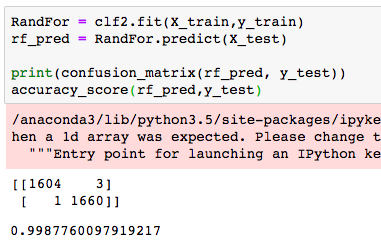 RandFor = clf2.fit(X_train,y_train)
rf_pred = RandFor.predict(X_test)
print(confusion_matrix(rf_pred, y_test))
accuracy_score(rf_pred,y_test)
/anaconda3/lib/python3.5/site-packages/ipyke
hen a 1d array was expected. Please change t
"""Entry point for launching an IPython ke
[[1604    3]
 [   1 1660]]
0.9987760097919217